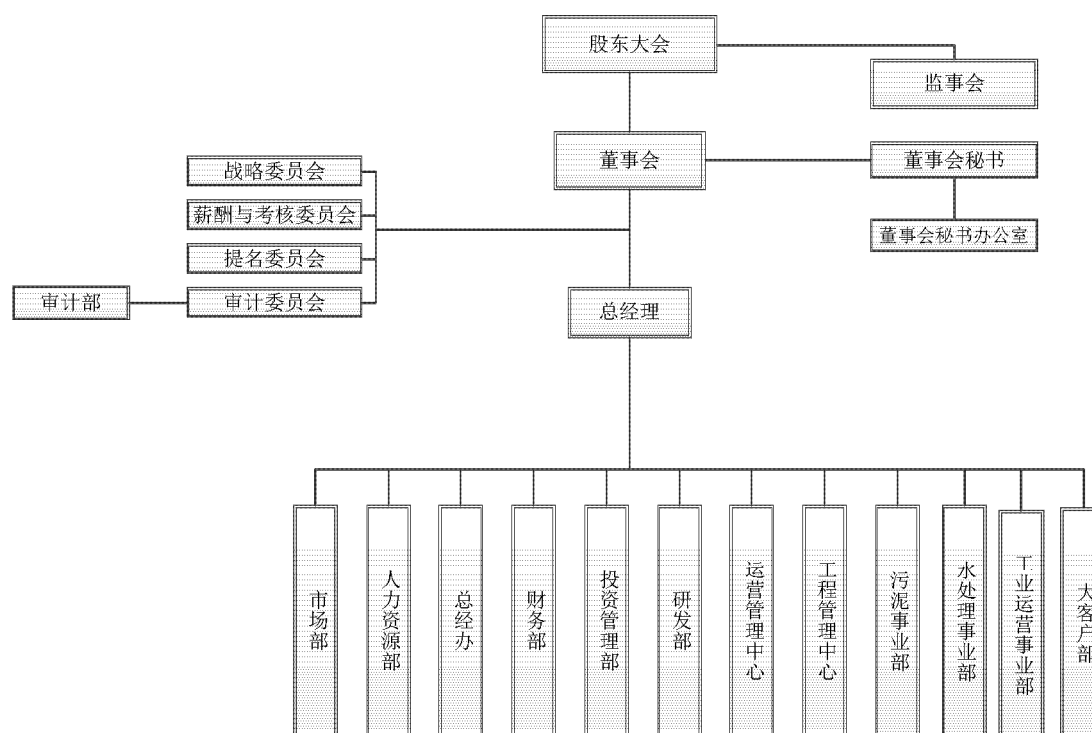 股东大会
监事会
董事会
董事会秘书
董事会秘书办公室
战略委员会
薪酬与考核委员会
提名委员会
审计委员会
审计部
总经理
市场部
人力资源部
总经办
财务部
投资管理部
研发部
运营管理中心
工程管理中心
污泥事业部
水处理事业部
工业运营事业部
大客户部